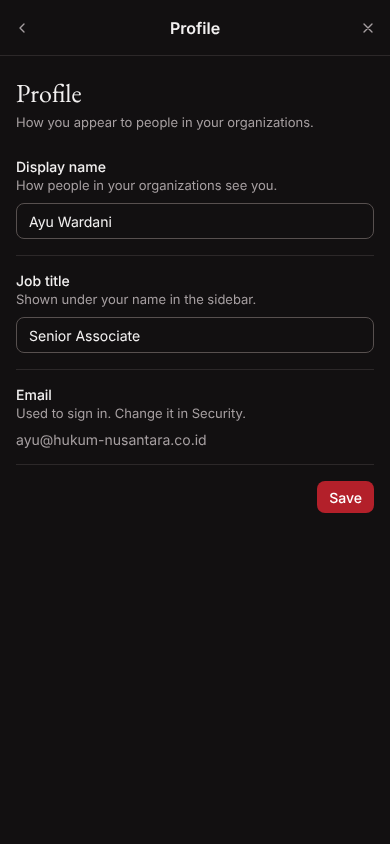 Profile
Profile
How you appear to people in your organizations.
Display name
How people in your organizations see you.
Ayu Wardani
Job title
Shown under your name in the sidebar.
Senior Associate
Email
Used to sign in. Change it in Security.
ayu@hukum-nusantara.co.id
Save